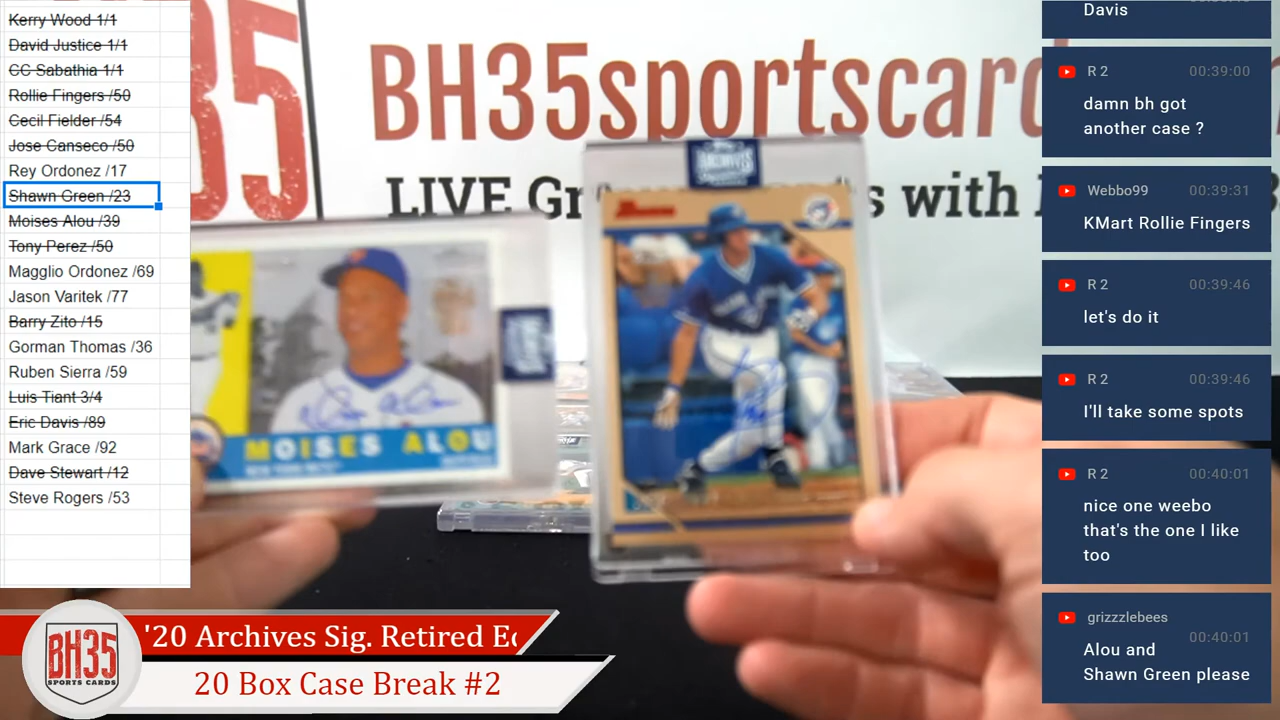 Kerry Wood 1/1
David Justice 1/1
CC Sabathia 1/1
Rollie Fingers /50
Cecil Fielder /54
Jose Canseco /50
Rey Ordonez /17
Shawn Green /23
Moises Alou /39
Tony Perez /50
Magglio Ordonez /69
Jason Varitek /77
Barry Zito /15
Gorman Thomas /36
Ruben Sierra /59
Luis Tiant 3/4
Eric Davis /89
Mark Grace /92
Dave Stewart /12
Steve Rogers /53
35
BH35sportscard
LIVE Gr
s with
ARCHIVES
Bowman
MOISES ALOU
NEW YORK METS
Davis
R 2 00:39:00
damn bh got
another case ?
Webbo99 00:39:31
KMart Rollie Fingers
R 2 00:39:46
let's do it
R 2 00:39:46
I'll take some spots
R 2 00:40:01
nice one weebo
that's the one I like
too
grizzzlebees 00:40:01
Alou and
Shawn Green please
BH35
SPORTS CARDS
'20 Archives Sig. Retired Ed
20 Box Case Break #2